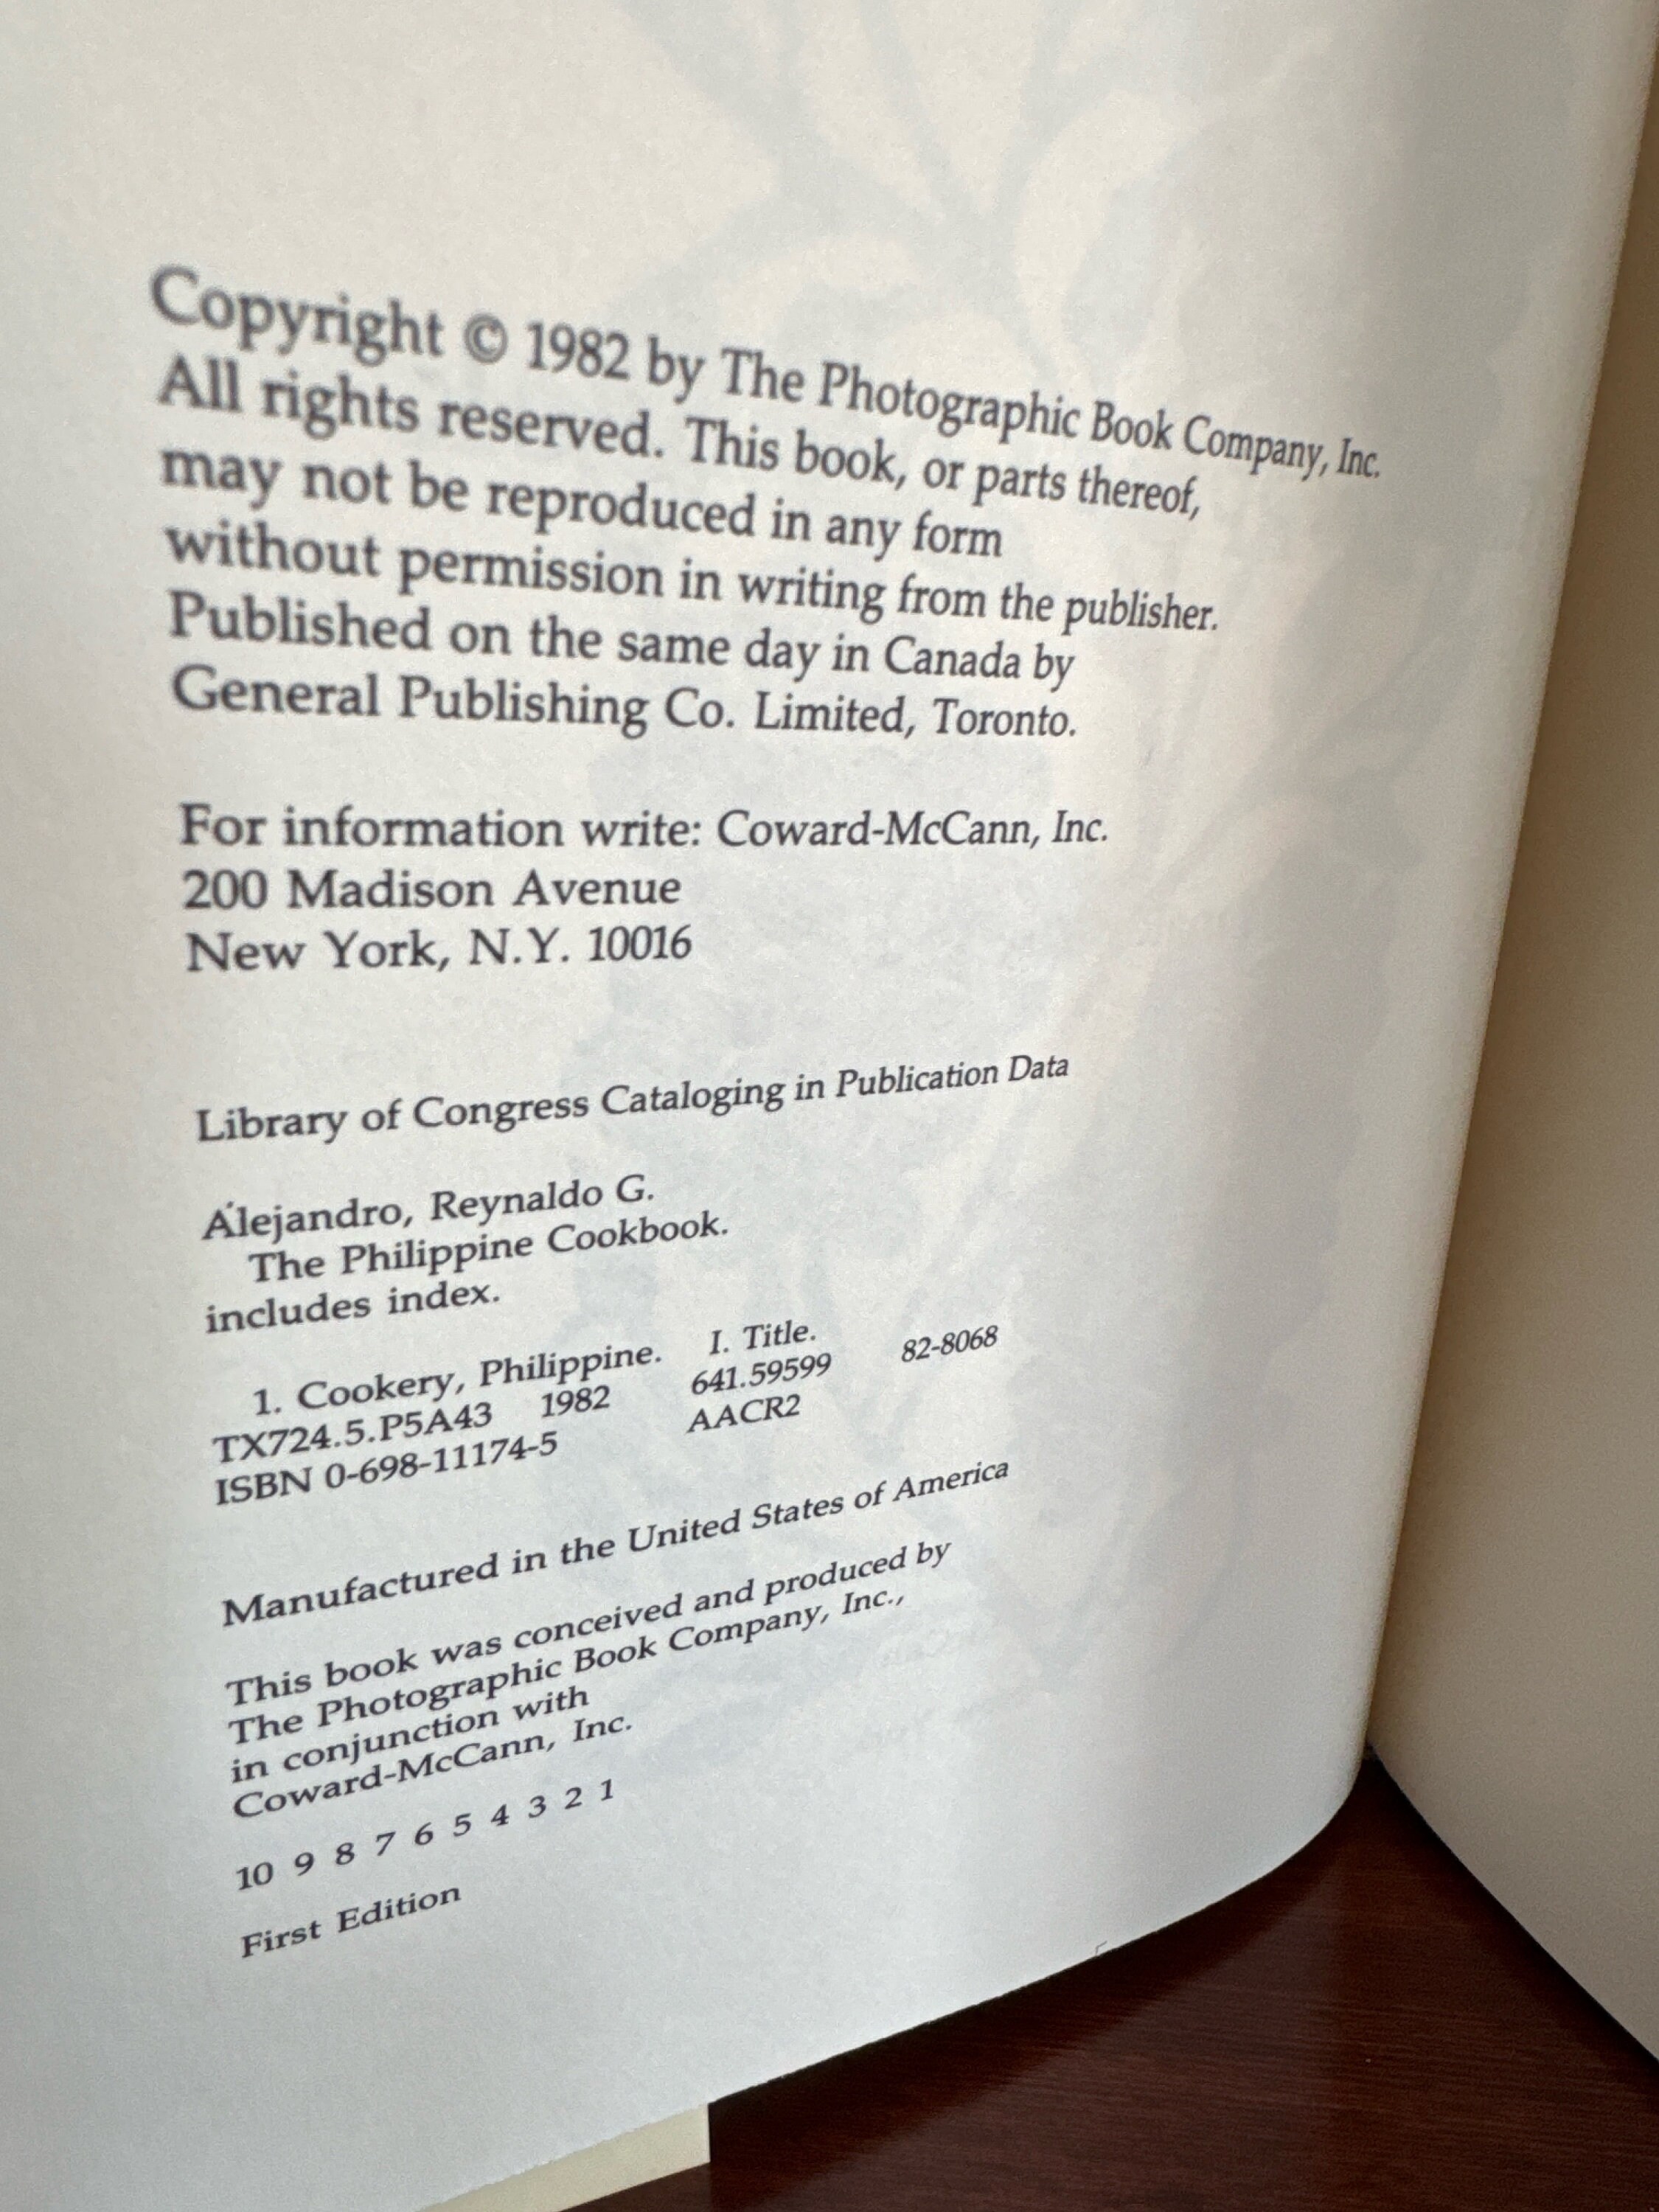 Copyright © 1982 by The Photographic Book Company, Inc.
All rights reserved. This book, or parts thereof,
may not be reproduced in any form
without permission in writing from the publisher.
Published on the same day in Canada by
General Publishing Co. Limited, Toronto.
For information write: Coward-McCann, Inc.
200 Madison Avenue
New York, N.Y. 10016
Library of Congress Cataloging in Publication Data
Alejandro, Reynaldo G.
The Philippine Cookbook.
includes index.
1. Cookery, Philippine. I. Title.
TX724.5.P5A43 1982 641.59599 82-8068
ISBN 0-698-11174-5 AACR2
Manufactured in the United States of America
This book was conceived and produced by
The Photographic Book Company, Inc.,
in conjunction with
Coward-McCann, Inc.
10 9 8 7 6 5 4 3 2 1
First Edition